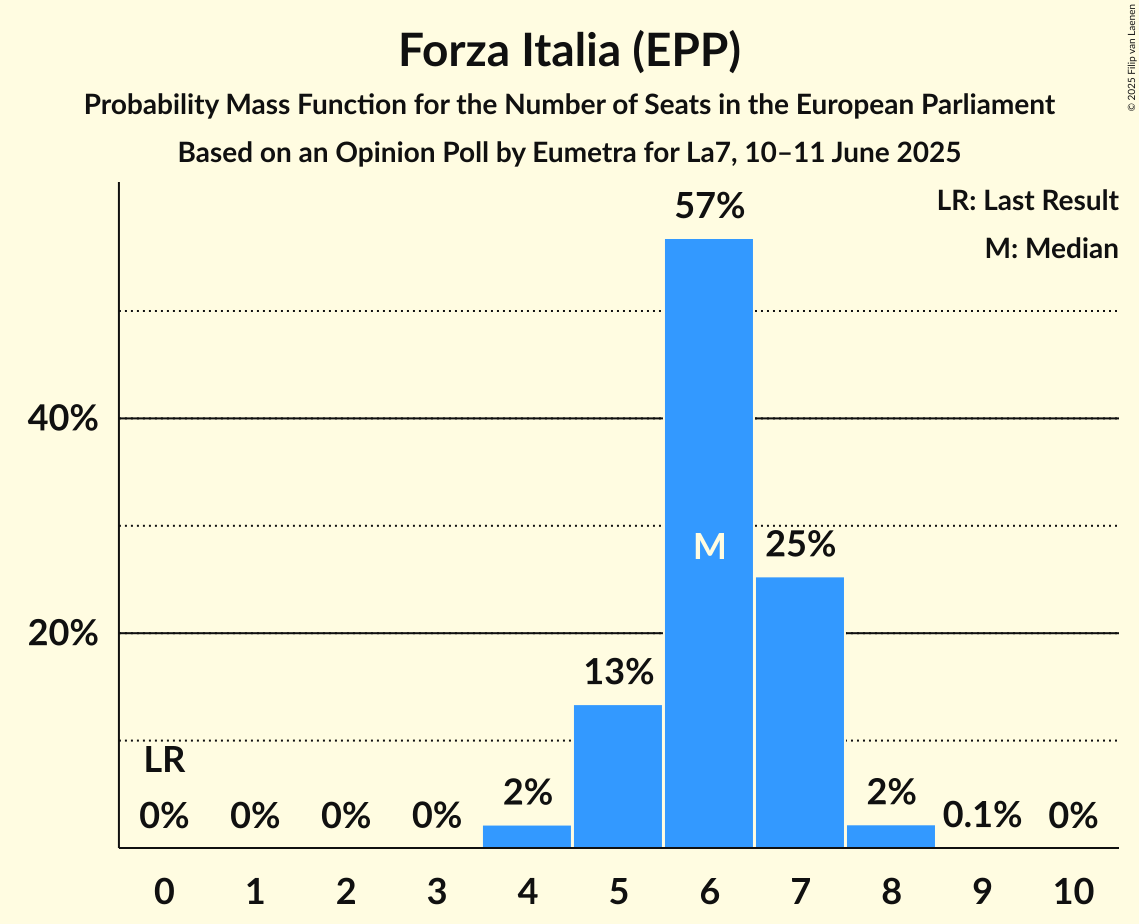 Forza Italia (EPP)
Probability Mass Function for the Number of Seats in the European Parliament
Based on an Opinion Poll by Eumetra for La7, 10–11 June 2025
© 2025 Filip van Laenen
LR: Last Result
M: Median
57%
40%
M
25%
20%
13%
LR
0%
0%
0%
0%
2%
2%
0.1%
0%
0 1 2 3 4 5 6 7 8 9 10